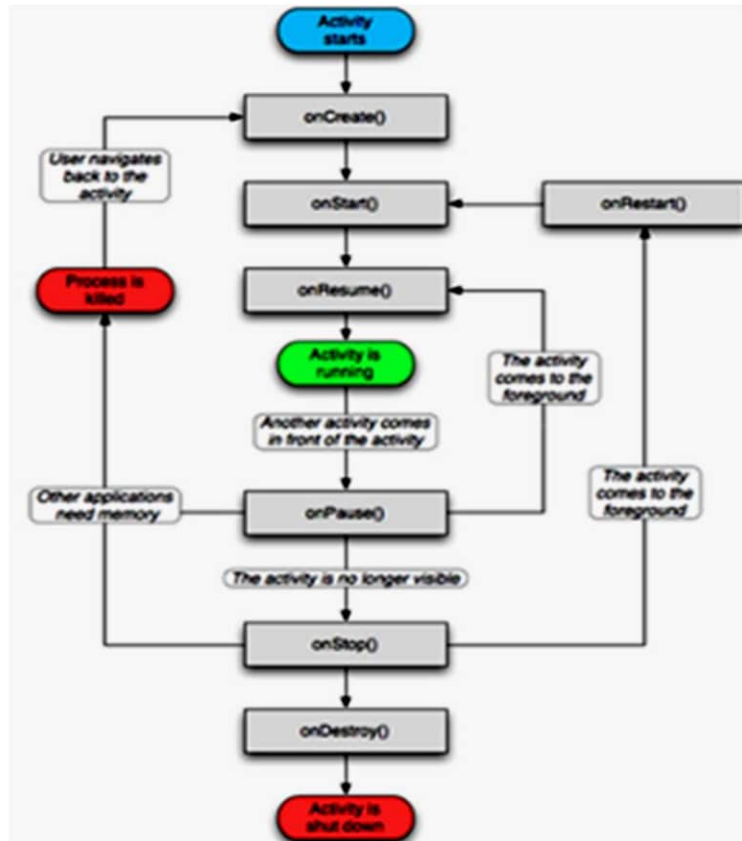 Activity
starts
onCreate()
User navigates
back to the
activity
onStart()
onRestart()
Process is
killed
onResume()
Activity is
running
The activity
comes to the
foreground
Another activity comes
in front of the activity
The activity
comes to the
foreground
Other applications
need memory
onPause()
The activity is no longer visible
onStop()
onDestroy()
Activity is
shut down